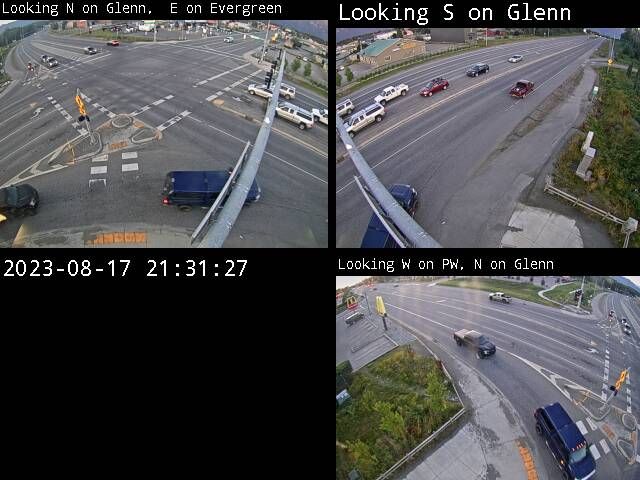 Looking N on Glenn,  E on Evergreen
Looking S on Glenn
2023-08-17 21:31:27
Looking W on PW, N on Glenn